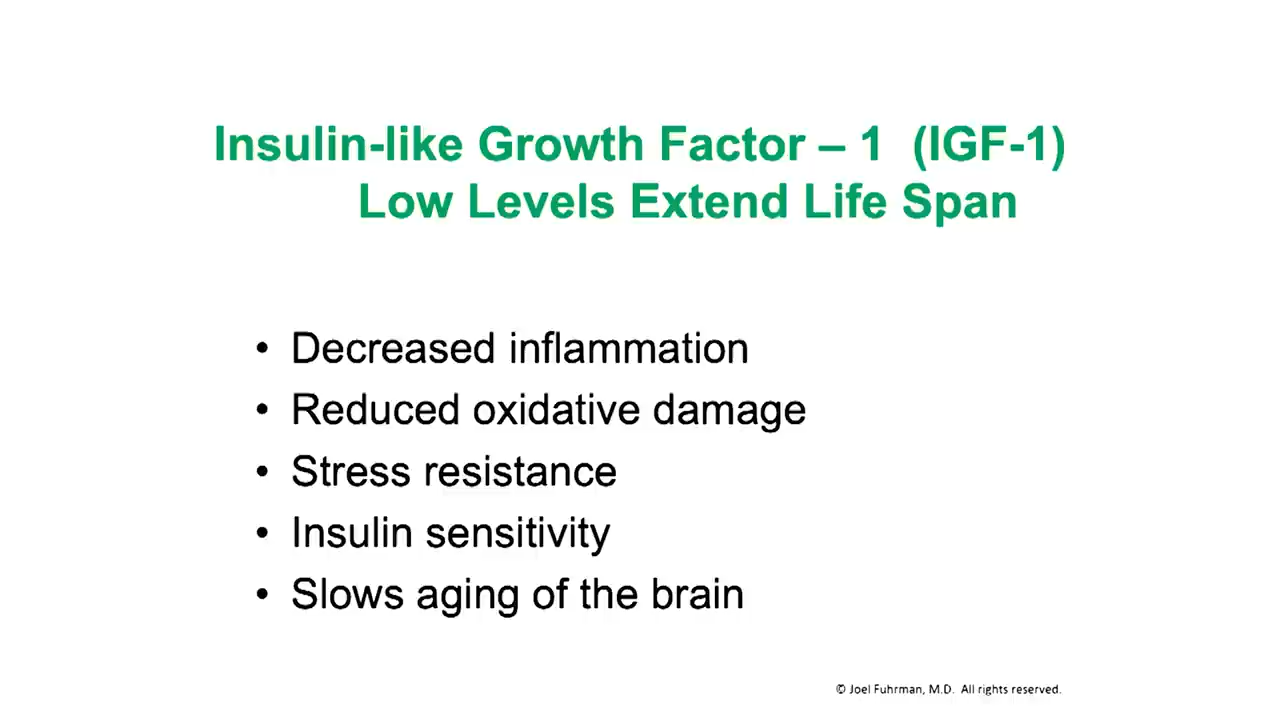 Insulin-like Growth Factor – 1 (IGF-1)
Low Levels Extend Life Span
• Decreased inflammation
• Reduced oxidative damage
• Stress resistance
• Insulin sensitivity
• Slows aging of the brain
© Joel Fuhrman, M.D. All rights reserved.